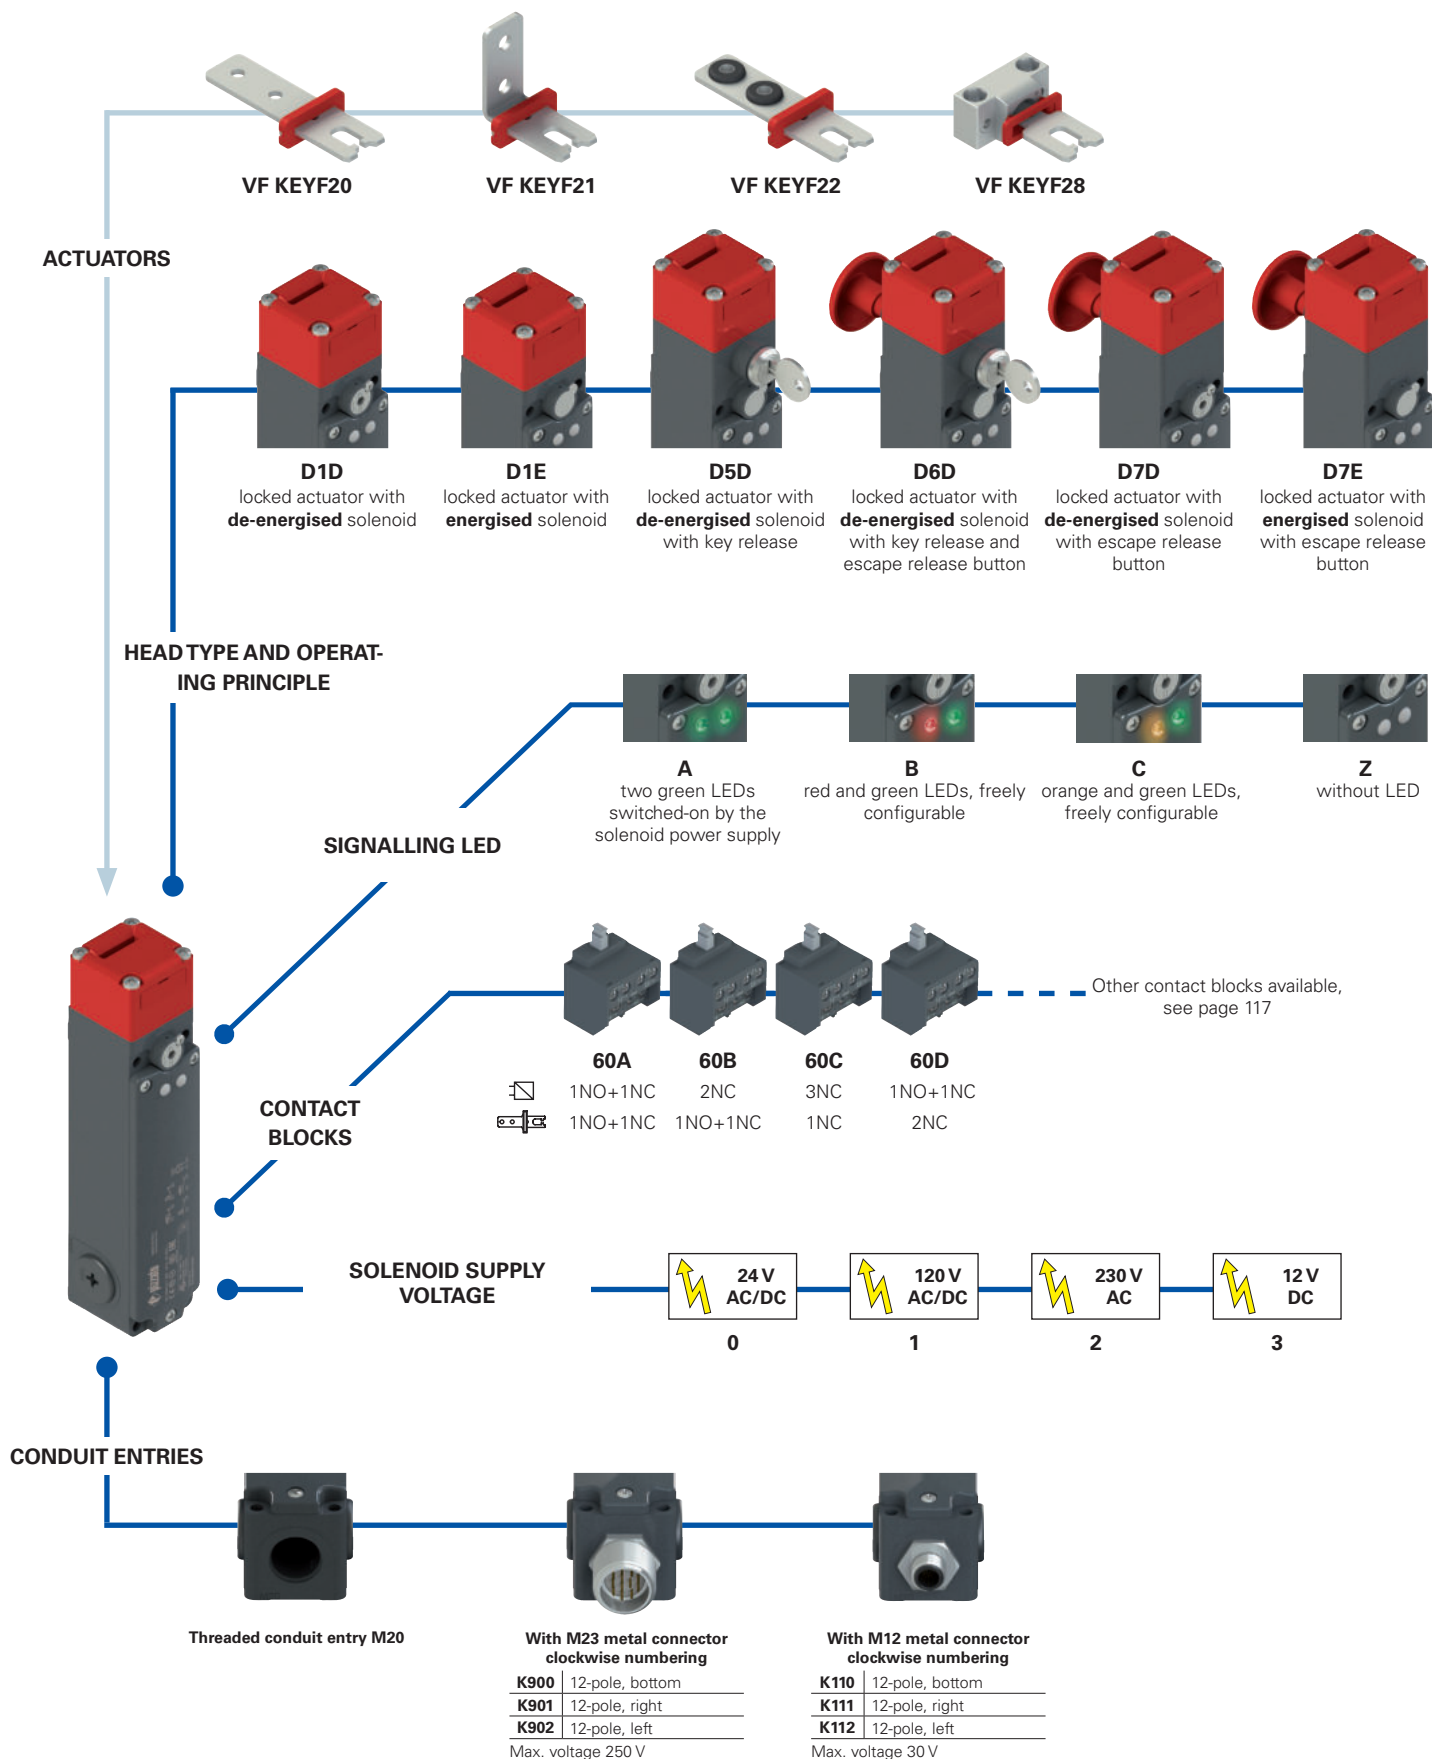 VF KEYF20
VF KEYF21
VF KEYF22
VF KEYF28
ACTUATORS
D1D
locked actuator with
de-energised solenoid
D1E
locked actuator with
energised solenoid
D5D
locked actuator with
de-energised solenoid
with key release
D6D
locked actuator with
de-energised solenoid
with key release and
escape release button
D7D
locked actuator with
de-energised solenoid
with escape release
button
D7E
locked actuator with
energised solenoid
with escape release
button
HEAD TYPE AND OPERAT-
ING PRINCIPLE
A
two green LEDs
switched-on by the
solenoid power supply
B
red and green LEDs, freely
configurable
C
orange and green LEDs,
freely configurable
Z
without LED
SIGNALLING LED
Other contact blocks available,
see page 117
60A 60B 60C 60D
1NO+1NC 2NC 3NC 1NO+1NC
1NO+1NC 1NO+1NC 1NC 2NC
CONTACT
BLOCKS
pizzato
SOLENOID SUPPLY
VOLTAGE
24 V
AC/DC
0
120 V
AC/DC
1
230 V
AC
2
12 V
DC
3
CONDUIT ENTRIES
Threaded conduit entry M20
With M23 metal connector
clockwise numbering
K900 12-pole, bottom
K901 12-pole, right
K902 12-pole, left
Max. voltage 250 V
With M12 metal connector
clockwise numbering
K110 12-pole, bottom
K111 12-pole, right
K112 12-pole, left
Max. voltage 30 V